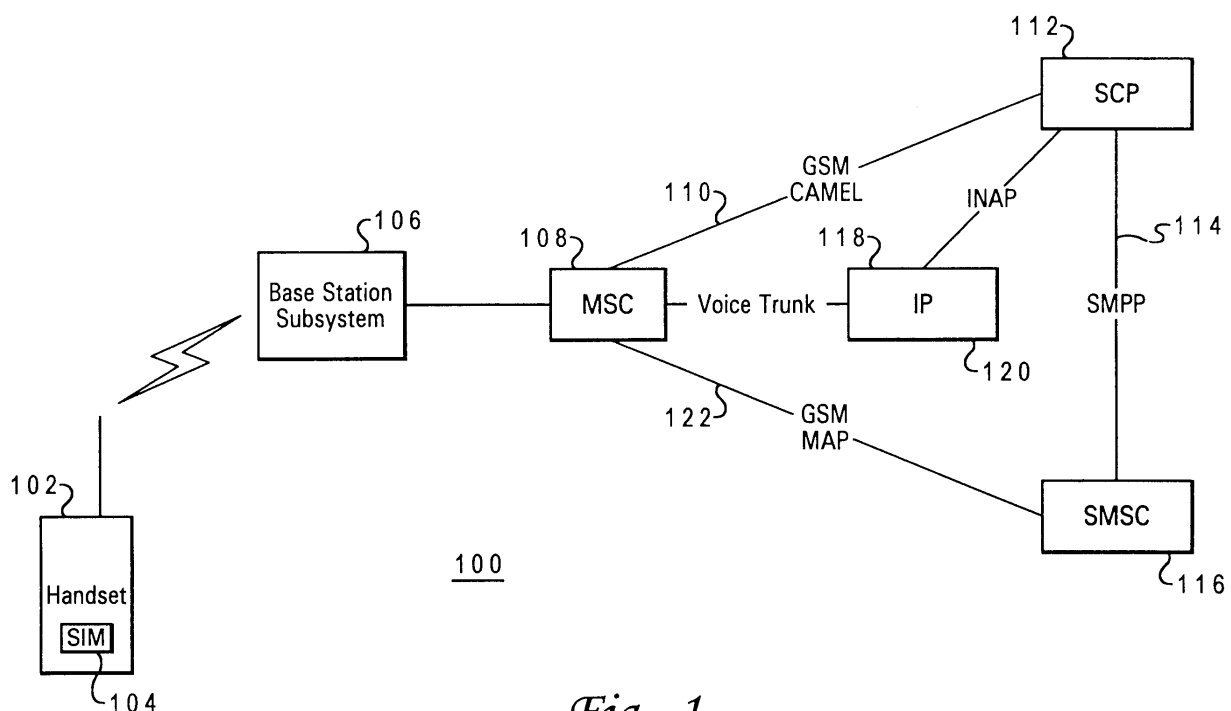 112
SCP
GSM
CAMEL
110
INAP
114
106
108
118
Base Station
Subsystem
MSC
Voice Trunk
IP
SMPP
120
122
GSM
MAP
102
SMSC
Handset
100
116
SIM
104
Fig. 1